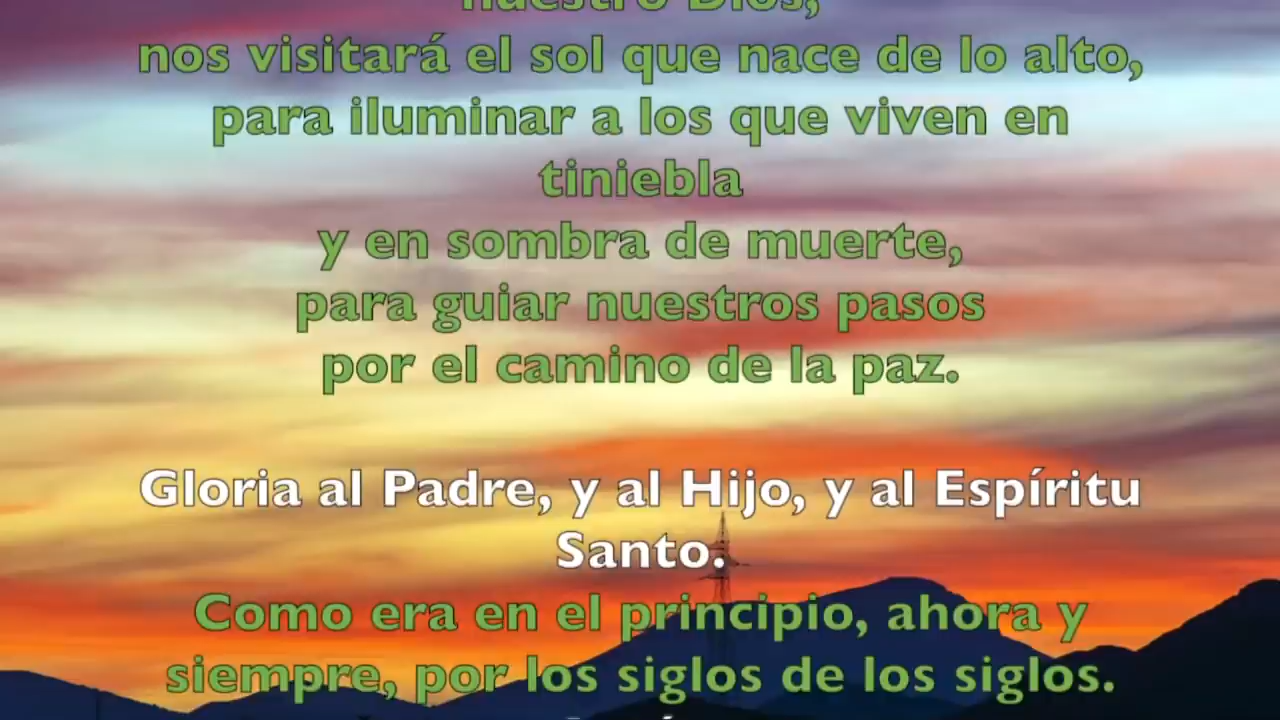 nuestro Dios,
nos visitará el sol que nace de lo alto,
para iluminar a los que viven en
tiniebla
y en sombra de muerte,
para guiar nuestros pasos
por el camino de la paz.
Gloria al Padre, y al Hijo, y al Espíritu
Santo.
Como era en el principio, ahora y
siempre, por los siglos de los siglos.